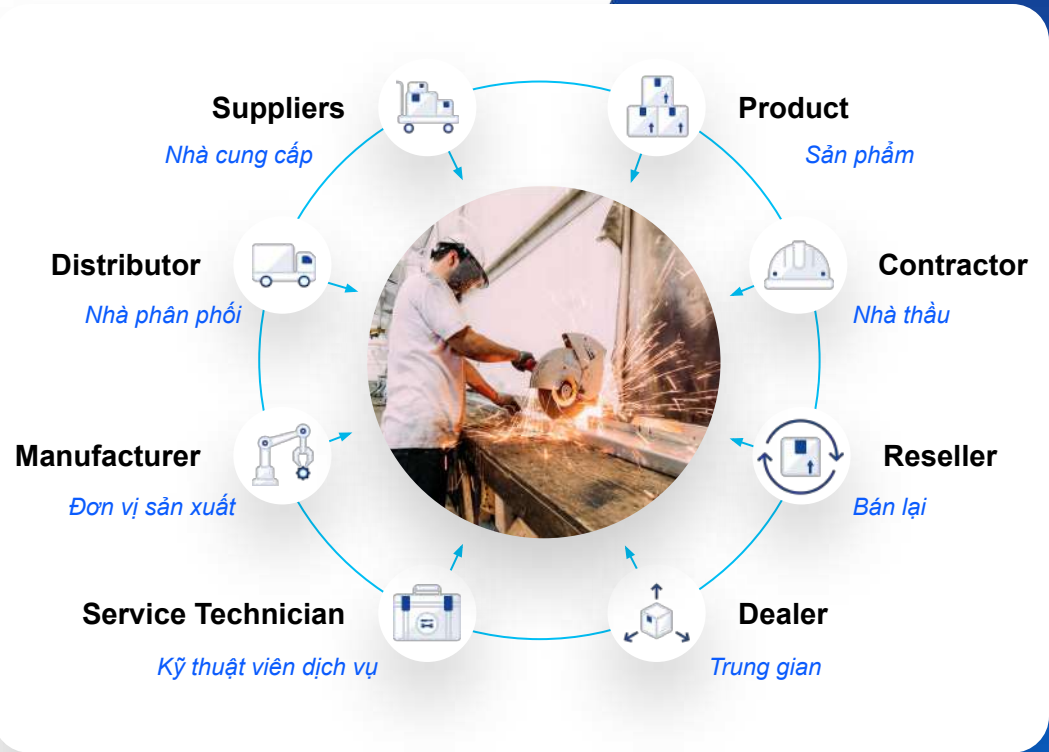 Suppliers
Nhà cung cấp
Product
Sản phẩm
Distributor
Nhà phân phối
Contractor
Nhà thầu
Manufacturer
Đơn vị sản xuất
Reseller
Bán lại
Service Technician
Kỹ thuật viên dịch vụ
Dealer
Trung gian